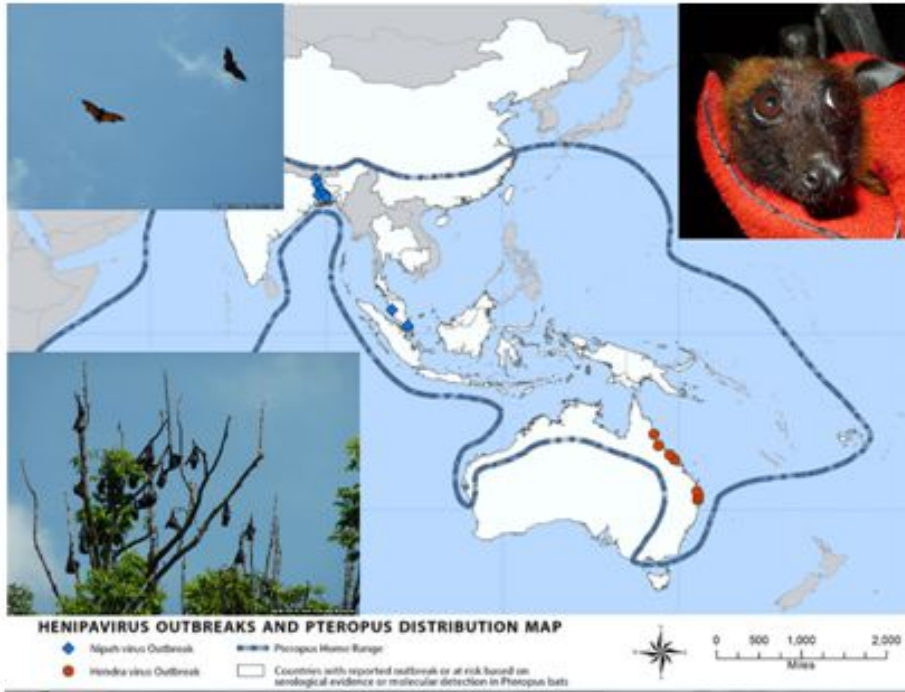 HENIPAVIRUS OUTBREAKS AND PTEROPUS DISTRIBUTION MAP
Nipah virus Outbreak
Pteropus Home Range
Hendra virus Outbreak
Countries with reported outbreak or at risk based on
serological evidence or molecular detection in Pteropus bats
0 500 1,000 2,000
Miles